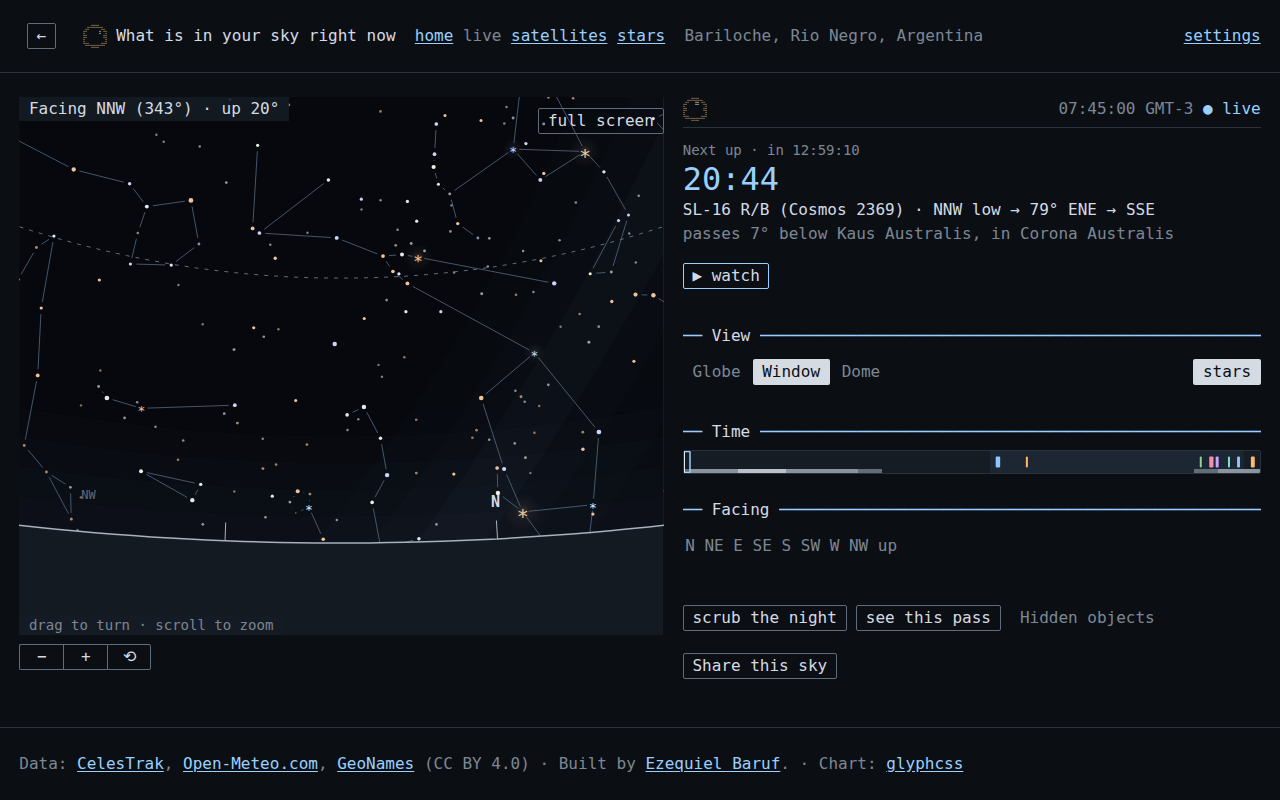 ← What is in your sky right now home live satellites stars Bariloche, Rio Negro, Argentina settings
Facing NNW (343°) · up 20°
full screen
NW
N
drag to turn · scroll to zoom
− + ⟲
07:45:00 GMT-3 ● live
Next up · in 12:59:10
20:44
SL-16 R/B (Cosmos 2369) · NNW low → 79° ENE → SSE
passes 7° below Kaus Australis, in Corona Australis
▶ watch
View
Globe Window Dome stars
Time
Facing
N NE E SE S SW W NW up
scrub the night see this pass Hidden objects
Share this sky
Data: CelesTrak, Open-Meteo.com, GeoNames (CC BY 4.0) · Built by Ezequiel Baruf. · Chart: glyphcss